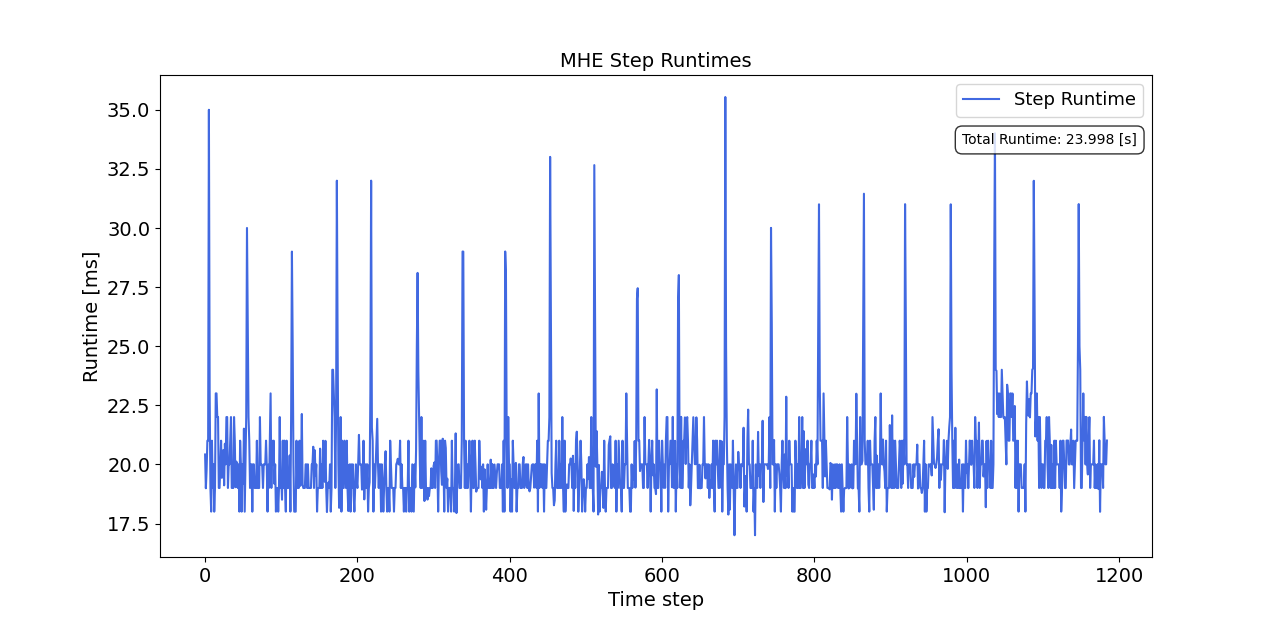 MHE Step Runtimes
Step Runtime
Total Runtime: 23.998 [s]
Runtime [ms]
35.0
32.5
30.0
27.5
25.0
22.5
20.0
17.5
0 200 400 600 800 1000 1200
Time step